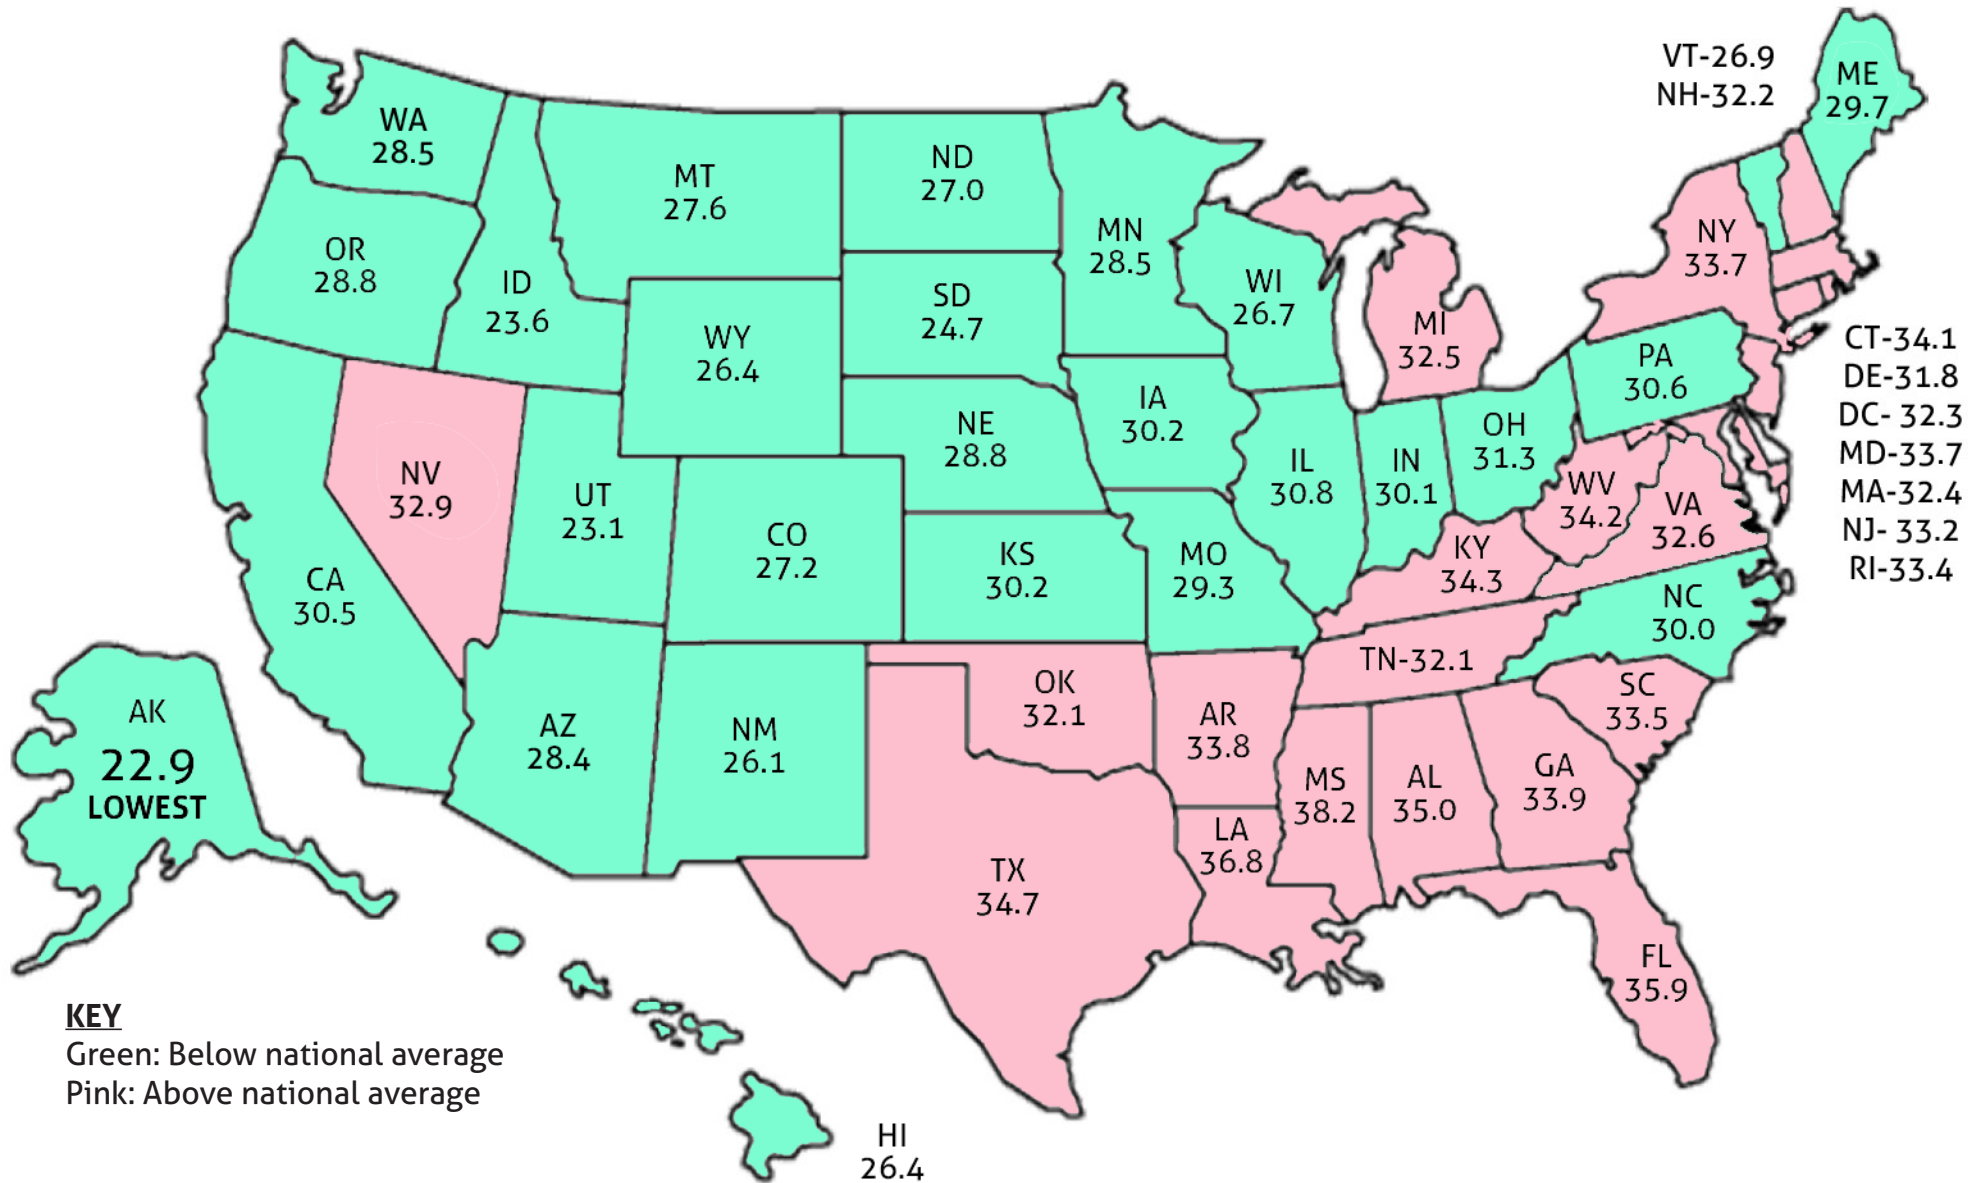 VT-26.9
NH-32.2
ME
29.7
WA
28.5
MT
27.6
ND
27.0
MN
28.5
OR
28.8
ID
23.6
WY
26.4
SD
24.7
WI
26.7
MI
32.5
NY
33.7
CT-34.1
DE-31.8
DC- 32.3
MD-33.7
MA-32.4
NJ- 33.2
RI-33.4
PA
30.6
NV
32.9
UT
23.1
CO
27.2
NE
28.8
IA
30.2
IL
30.8
IN
30.1
OH
31.3
WV
34.2
VA
32.6
CA
30.5
KS
30.2
MO
29.3
KY
34.3
NC
30.0
TN-32.1
AZ
28.4
NM
26.1
OK
32.1
AR
33.8
SC
33.5
MS
38.2
AL
35.0
GA
33.9
LA
36.8
TX
34.7
FL
35.9
AK
22.9
LOWEST
KEY
Green: Below national average
Pink: Above national average
HI
26.4